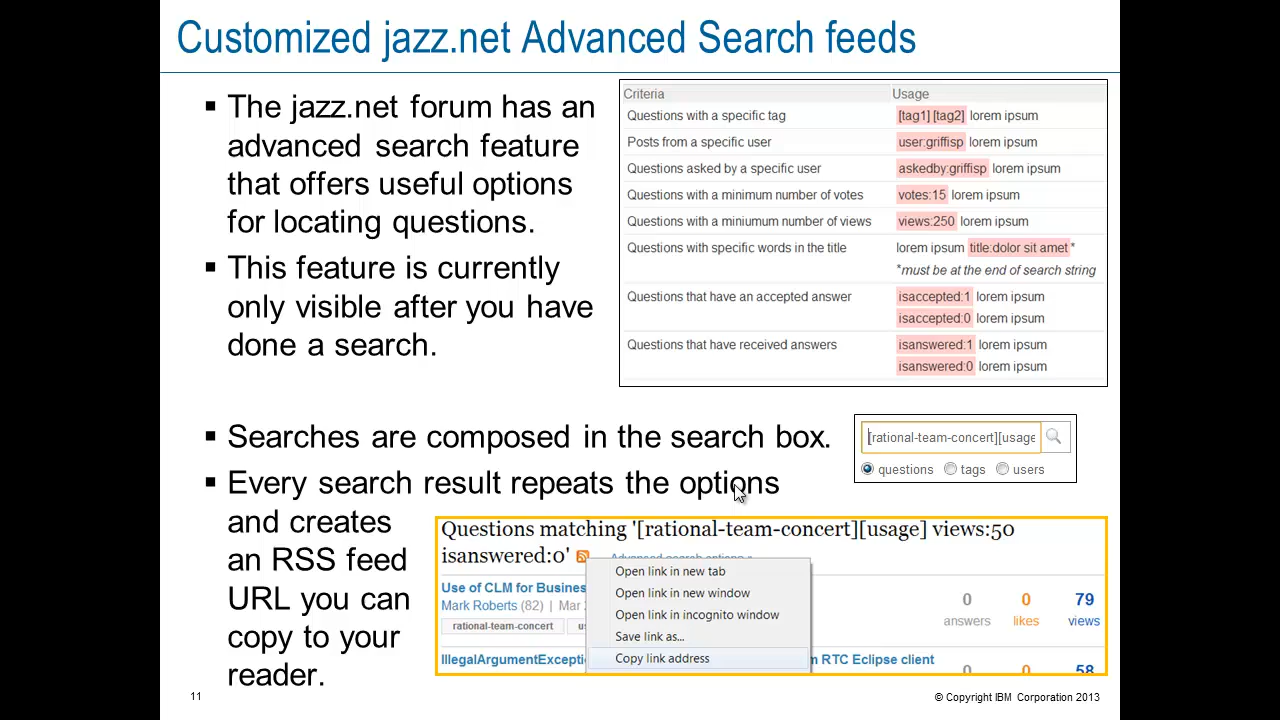 Customized jazz.net Advanced Search feeds
▪ The jazz.net forum has an
advanced search feature
that offers useful options
for locating questions.
▪ This feature is currently
only visible after you have
done a search.
Criteria Usage
Questions with a specific tag [tag1] [tag2] lorem ipsum
Posts from a specific user user:griffisp lorem ipsum
Questions asked by a specific user askedby:griffisp lorem ipsum
Questions with a minimum number of votes votes:15 lorem ipsum
Questions with a miniumum number of views views:250 lorem ipsum
Questions with specific words in the title lorem ipsum title:dolor sit amet *
*must be at the end of search string
Questions that have an accepted answer isaccepted:1 lorem ipsum
isaccepted:0 lorem ipsum
Questions that have received answers isanswered:1 lorem ipsum
isanswered:0 lorem ipsum
▪ Searches are composed in the search box.
[rational-team-concert][usage
questions tags users
▪ Every search result repeats the options
and creates
an RSS feed
URL you can
copy to your
reader.
Questions matching '[rational-team-concert][usage] views:50
isanswered:0'
Open link in new tab
Open link in new window
Open link in incognito window
Save link as...
Copy link address
Use of CLM for Busines
Mark Roberts (82) | Mar
rational-team-concert
0 0 79
answers likes views
IllegalArgumentExcepti RTC Eclipse client
0 0 58
11
© Copyright IBM Corporation 2013